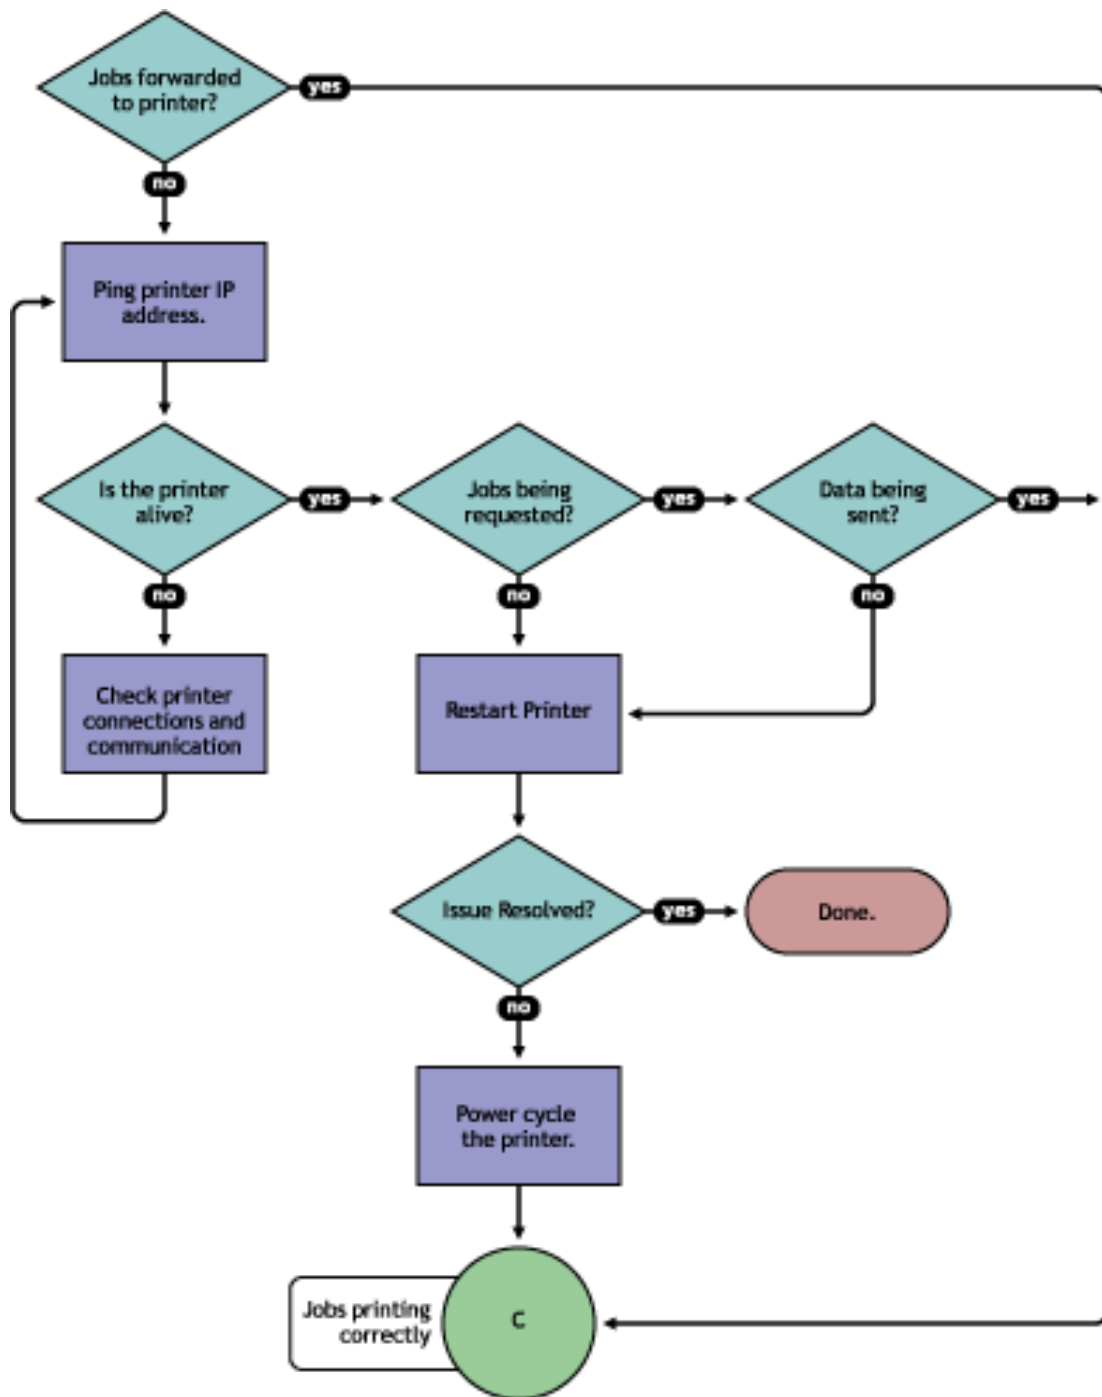 Jobs forwarded
to printer?
yes
no
Ping printer IP
address.
Is the printer
alive?
yes
Jobs being
requested?
yes
Data being
sent?
yes
no
no
no
Check printer
connections and
communication
Restart Printer
Issue Resolved?
yes
Done.
no
Power cycle
the printer.
Jobs printing
correctly
C